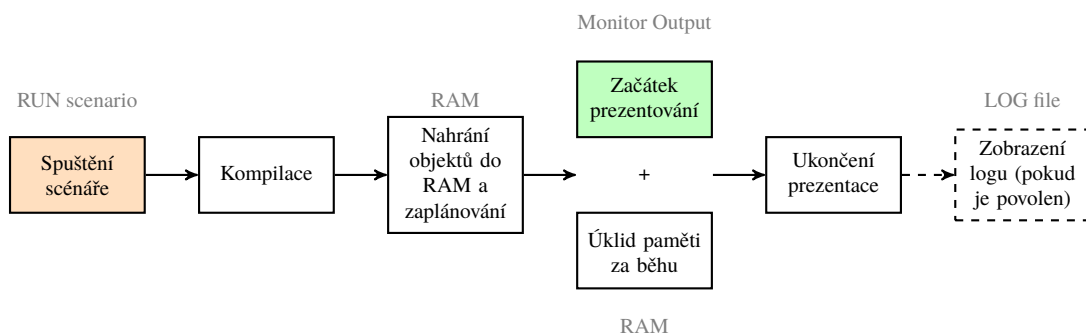 RUN scenario
Spuštění
scénáře
Kompilace
RAM
Nahrání
objektů do
RAM a
zaplánování
Monitor Output
Začátek
prezentování
+
Úklid paměti
za běhu
RAM
Ukončení
prezentace
LOG file
Zobrazení
logu (pokud
je povolen)